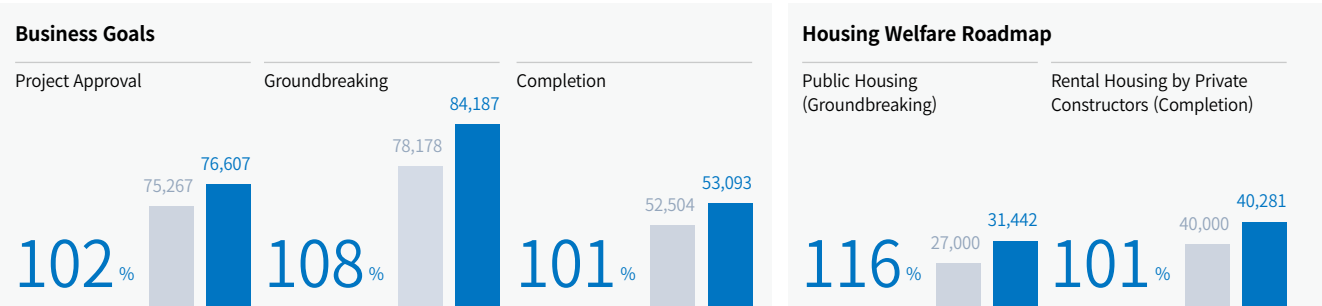 Business Goals
Project Approval
75,267
76,607
102 %
Groundbreaking
78,178
84,187
108 %
Completion
52,504
53,093
101 %
Housing Welfare Roadmap
Public Housing
(Groundbreaking)
27,000
31,442
116 %
Rental Housing by Private
Constructors (Completion)
40,000
40,281
101 %